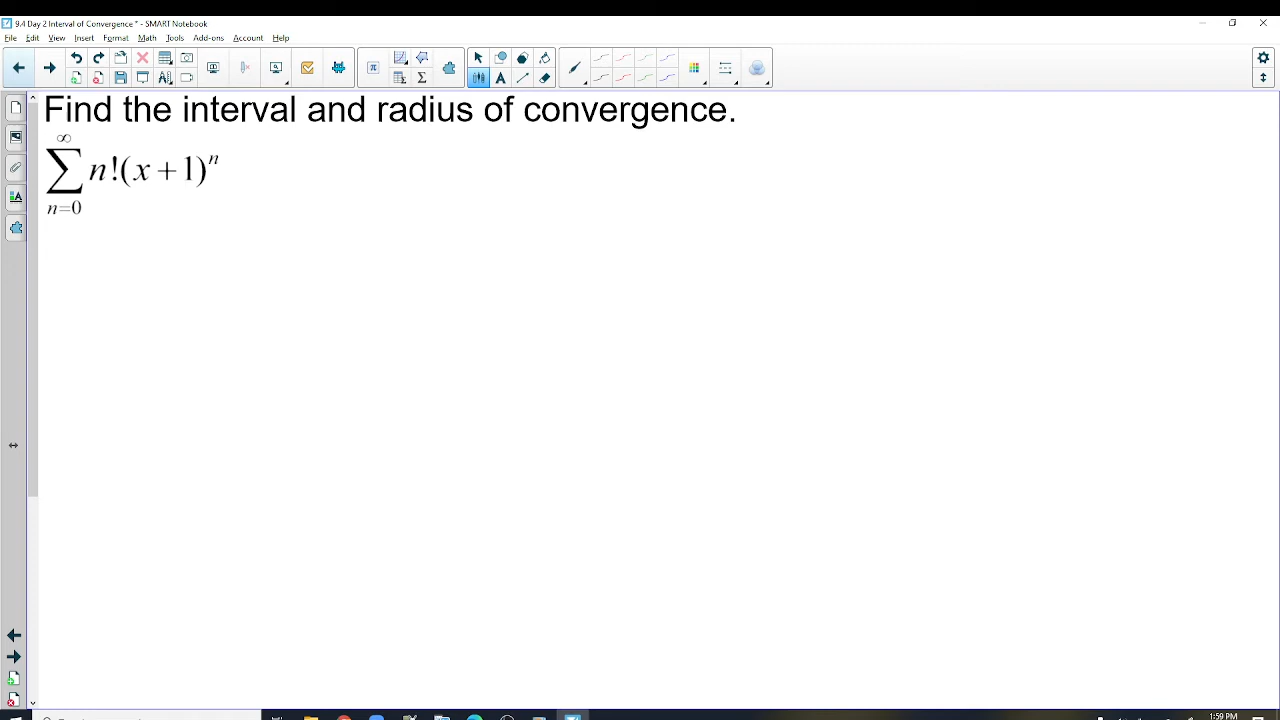 9.4 Day 2 Interval of Convergence * - SMART Notebook
File Edit View Insert Format Math Tools Add-ons Account Help
Find the interval and radius of convergence.
∞
∑ n!(x+1)ⁿ
n=0
1:59 PM